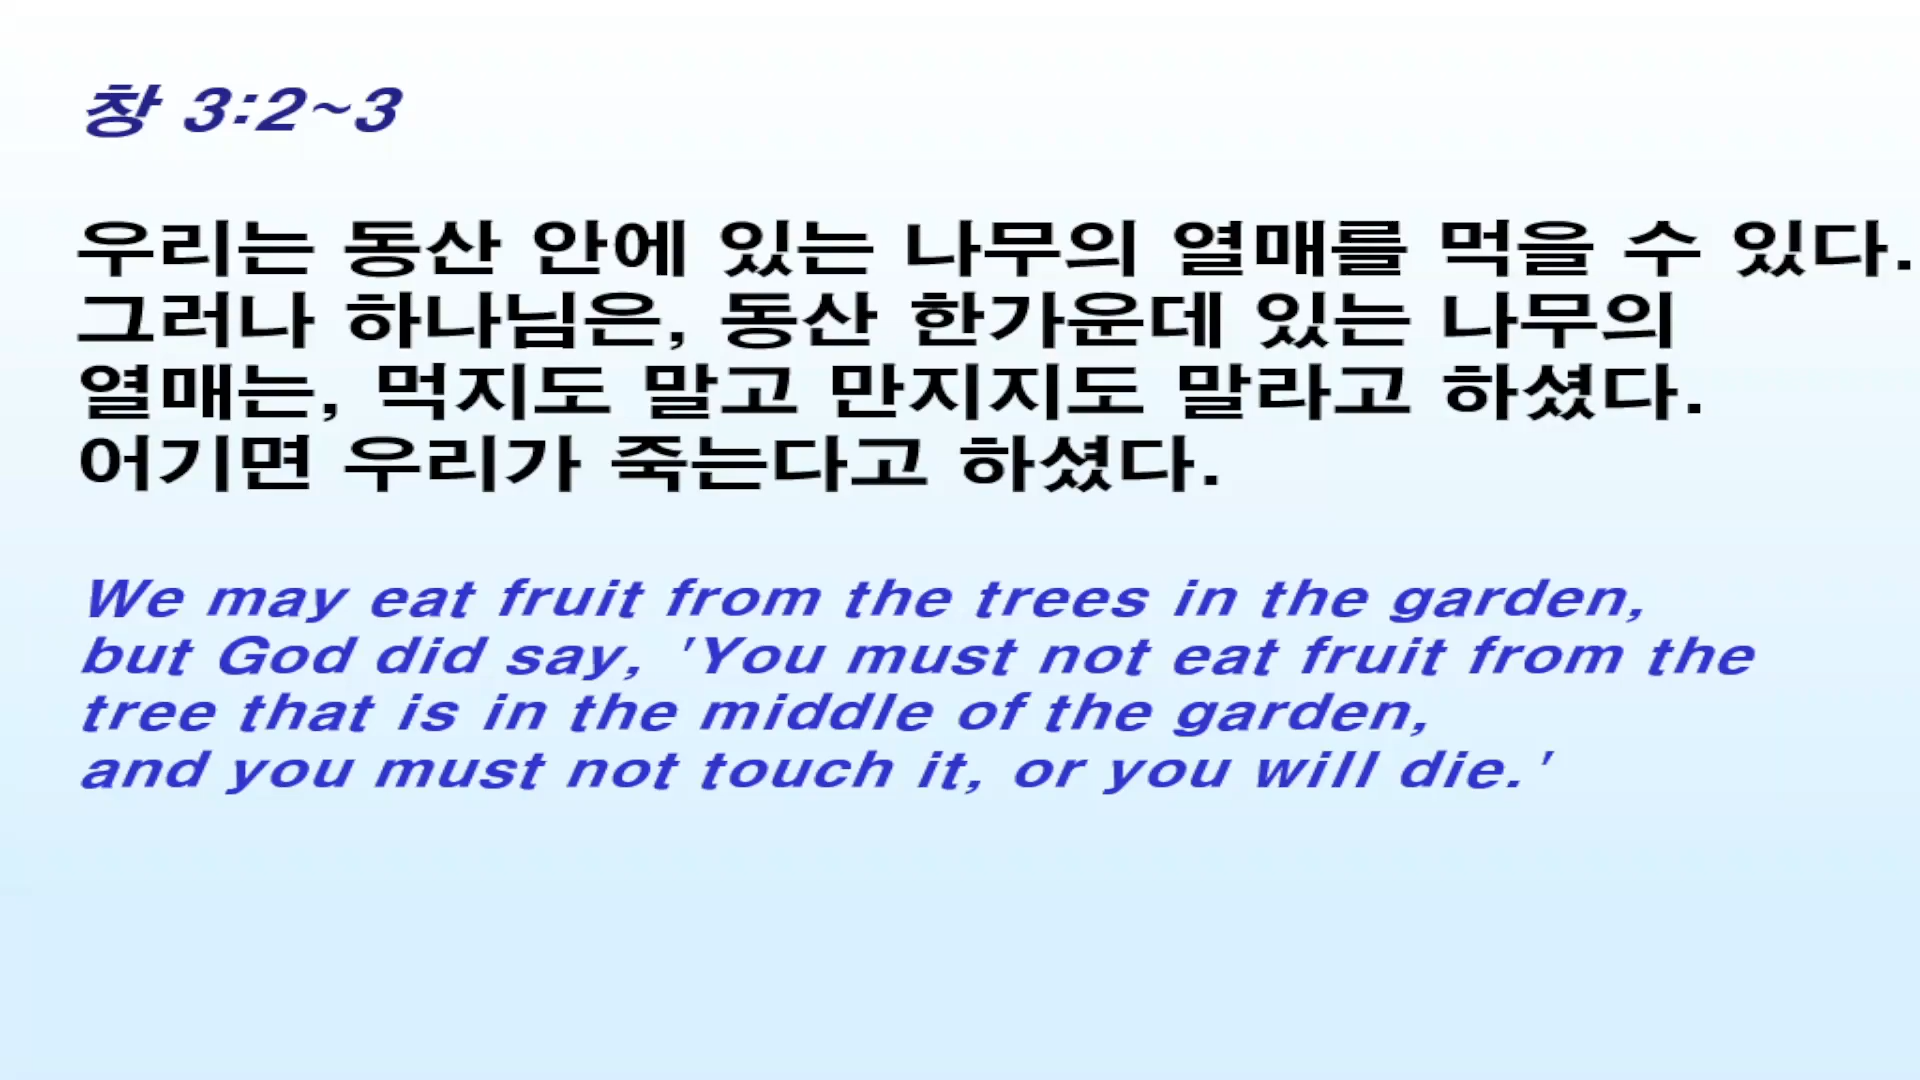 창 3:2~3
우리는 동산 안에 있는 나무의 열매를 먹을 수 있다.
그러나 하나님은, 동산 한가운데 있는 나무의
열매는, 먹지도 말고 만지지도 말라고 하셨다.
어기면 우리가 죽는다고 하셨다.
We may eat fruit from the trees in the garden,
but God did say, 'You must not eat fruit from the
tree that is in the middle of the garden,
and you must not touch it, or you will die.'